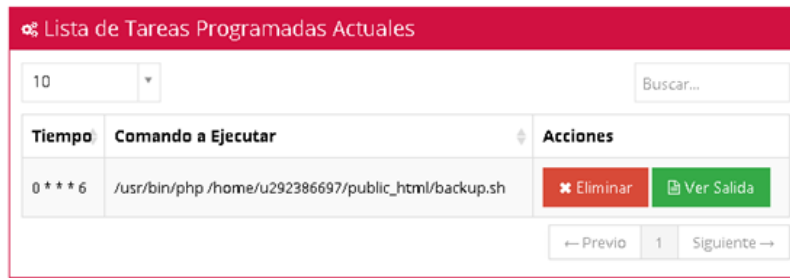 Lista de Tareas Programadas Actuales
10
Buscar...
Tiempo Comando a Ejecutar Acciones
0 * * * 6 /usr/bin/php /home/u292386697/public_html/backup.sh ✖ Eliminar Ver Salida
← Previo 1 Siguiente →